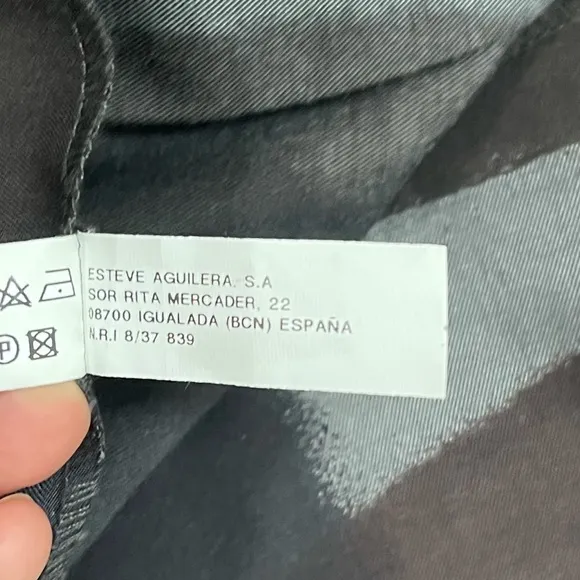 ESTEVE AGUILERA, S.A
SOR RITA MERCADER, 22
08700 IGUALADA (BCN) ESPAÑA
N.R.I 8/37 839
P